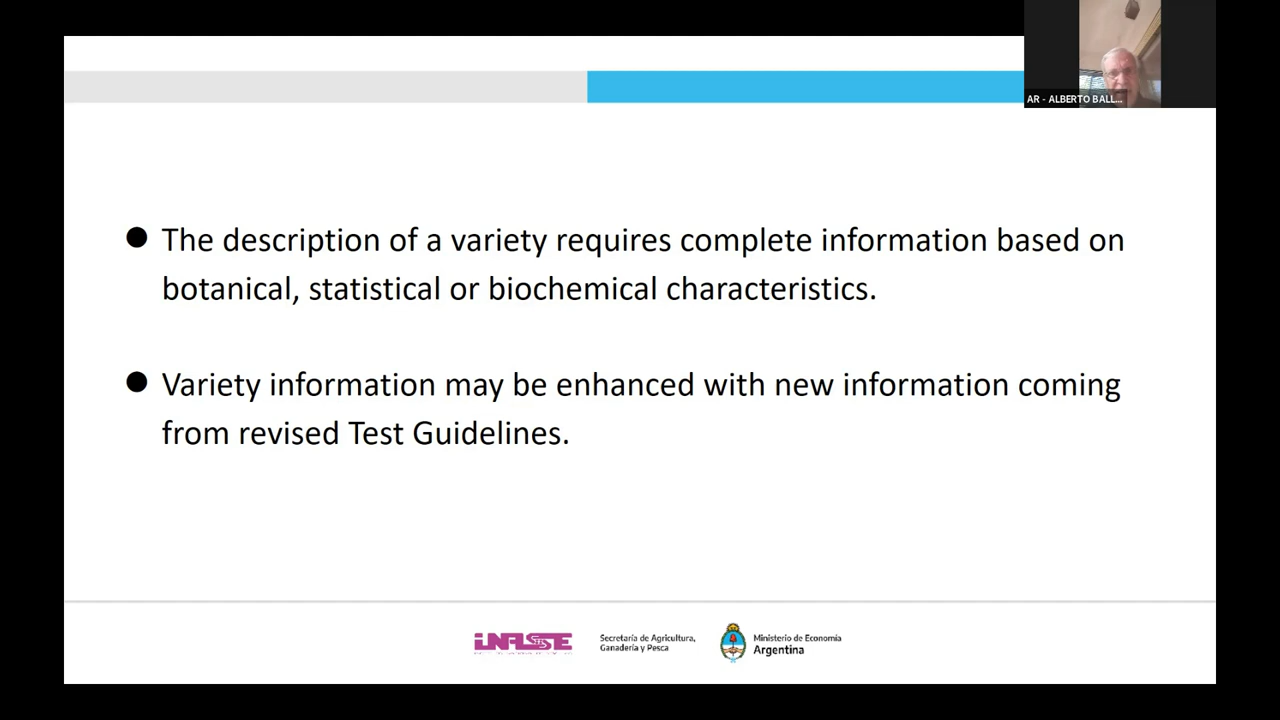 AR - ALBERTO BALL...
● The description of a variety requires complete information based on
botanical, statistical or biochemical characteristics.
● Variety information may be enhanced with new information coming
from revised Test Guidelines.
INASE
Secretaría de Agricultura,
Ganadería y Pesca
Ministerio de Economía
Argentina